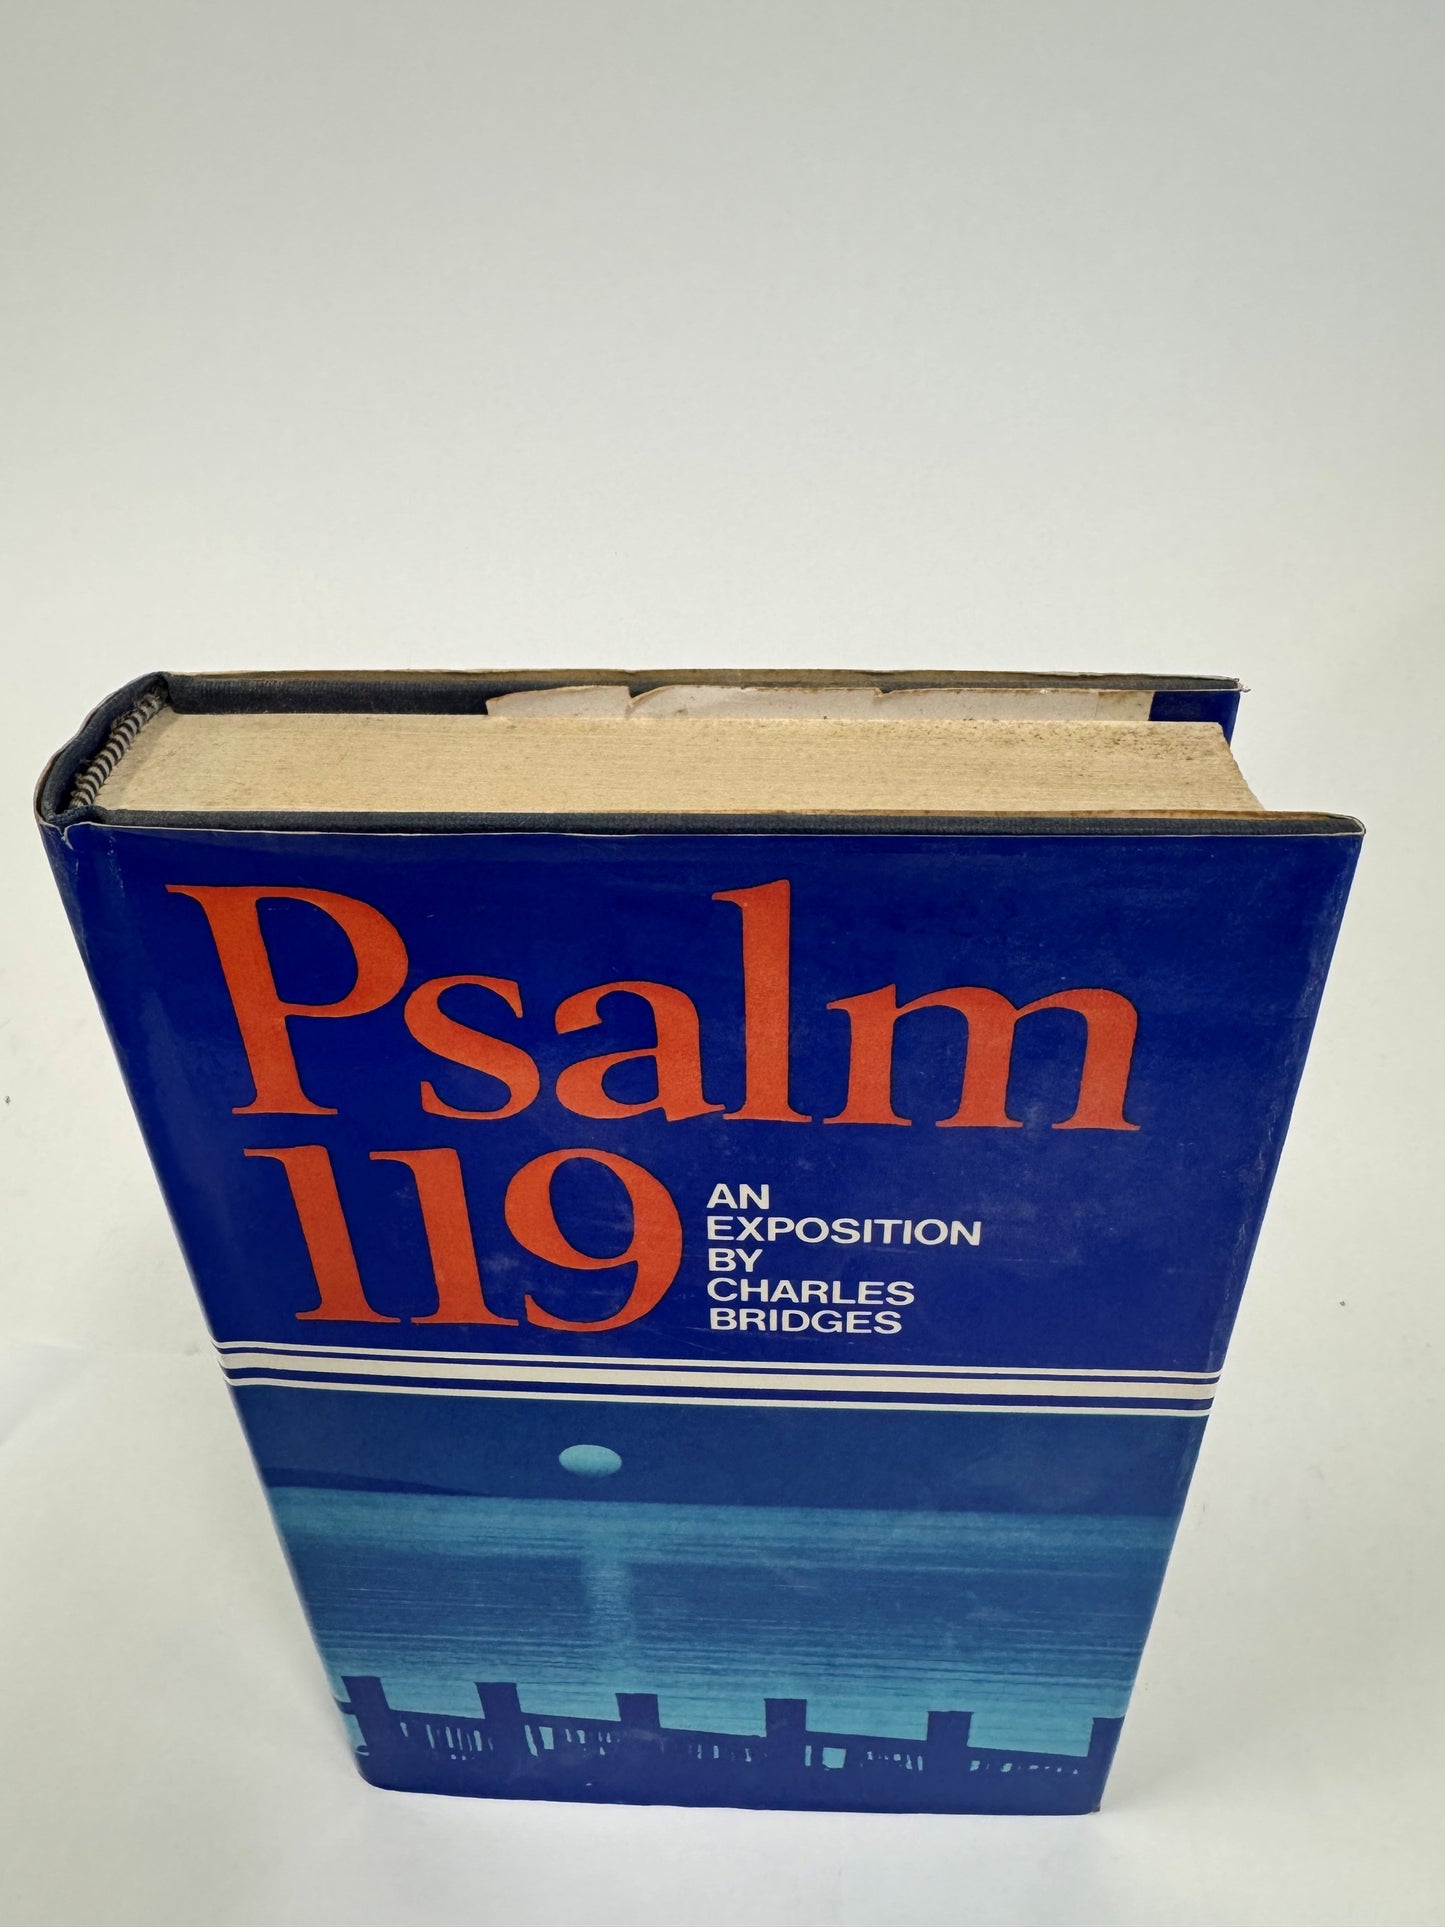 Psalm
119
AN
EXPOSITION
BY
CHARLES
BRIDGES